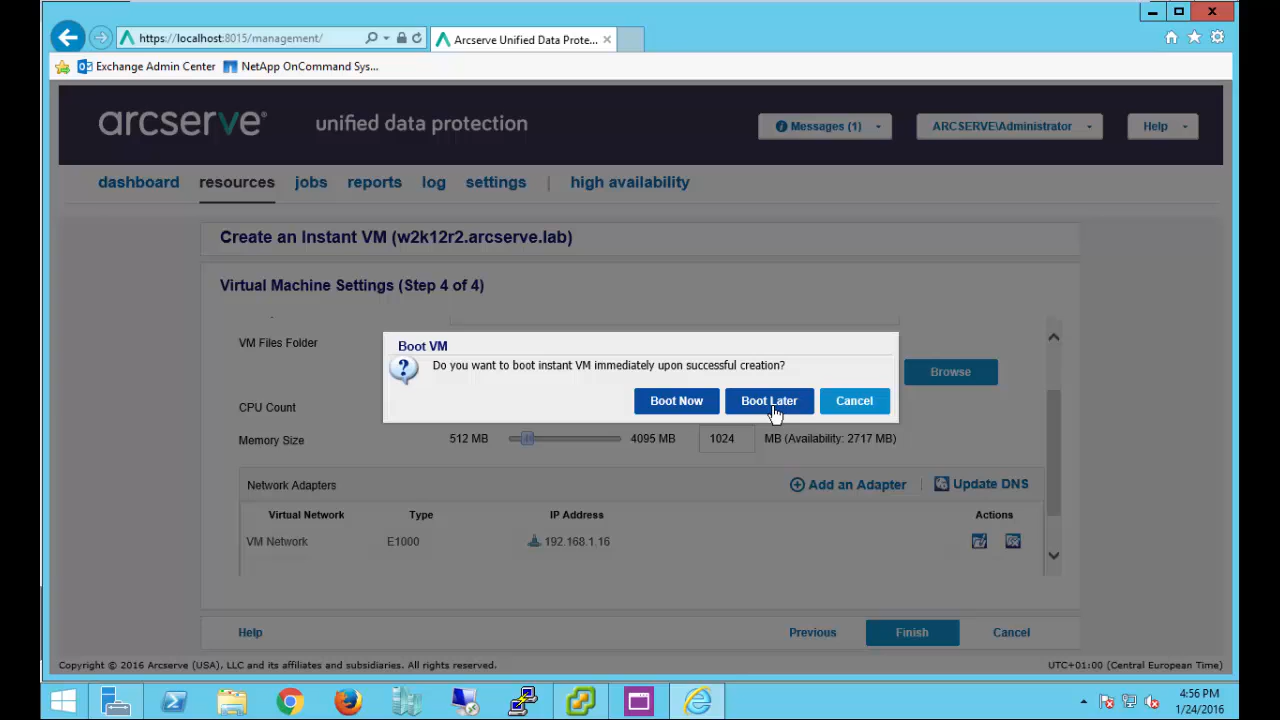 https://localhost:8015/management/
Arcserve Unified Data Prote...
Exchange Admin Center
NetApp OnCommand Sys...
arcserve®
unified data protection
Messages (1)
ARCSERVE\Administrator
Help
dashboard
resources
jobs
reports
log
settings
high availability
Create an Instant VM (w2k12r2.arcserve.lab)
Virtual Machine Settings (Step 4 of 4)
VM Files Folder
Browse
Boot VM
Do you want to boot instant VM immediately upon successful creation?
Boot Now
Boot Later
Cancel
CPU Count
Memory Size
512 MB
4095 MB
1024
MB (Availability: 2717 MB)
Network Adapters
Add an Adapter
Update DNS
Virtual Network
Type
IP Address
Actions
VM Network
E1000
192.168.1.16
Help
Previous
Finish
Cancel
Copyright © 2016 Arcserve (USA), LLC and its affiliates and subsidiaries. All rights reserved.
UTC+01:00 (Central European Time)
4:56 PM
1/24/2016